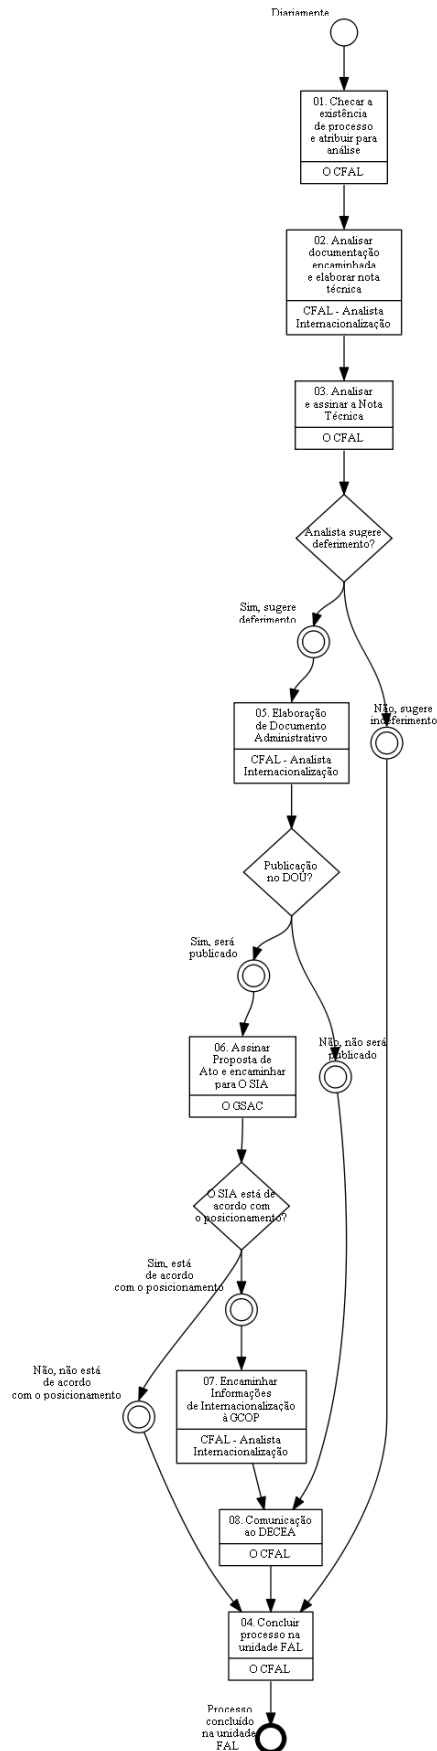 Diariamente
01. Checar a
existência
de processo
e atribuir para
análise
O CFAL
02. Analisar
documentação
encaminhada
e elaborar nota
técnica
CFAL - Analista
Internacionalização
03. Analisar
e assinar a Nota
Técnica
O CFAL
Analista sugere
deferimento?
Sim, sugere
deferimento
Não, sugere
indeferimento
05. Elaboração
de Documento
Administrativo
CFAL - Analista
Internacionalização
Publicação
no DOU?
Sim, será
publicado
Não, não será
publicado
06. Assinar
Proposta de
Ato e encaminhar
para O SIA
O GSAC
O SIA está de
acordo com
o posicionamento?
Sim, está
de acordo
com o posicionamento
Não, não está
de acordo
com o posicionamento
07. Encaminhar
Informações
de Internacionalização
à GCOP
CFAL - Analista
Internacionalização
08. Comunicação
ao DECEA
O CFAL
04. Concluir
processo na
unidade FAL
O CFAL
Processo
concluído
na unidade
FAL